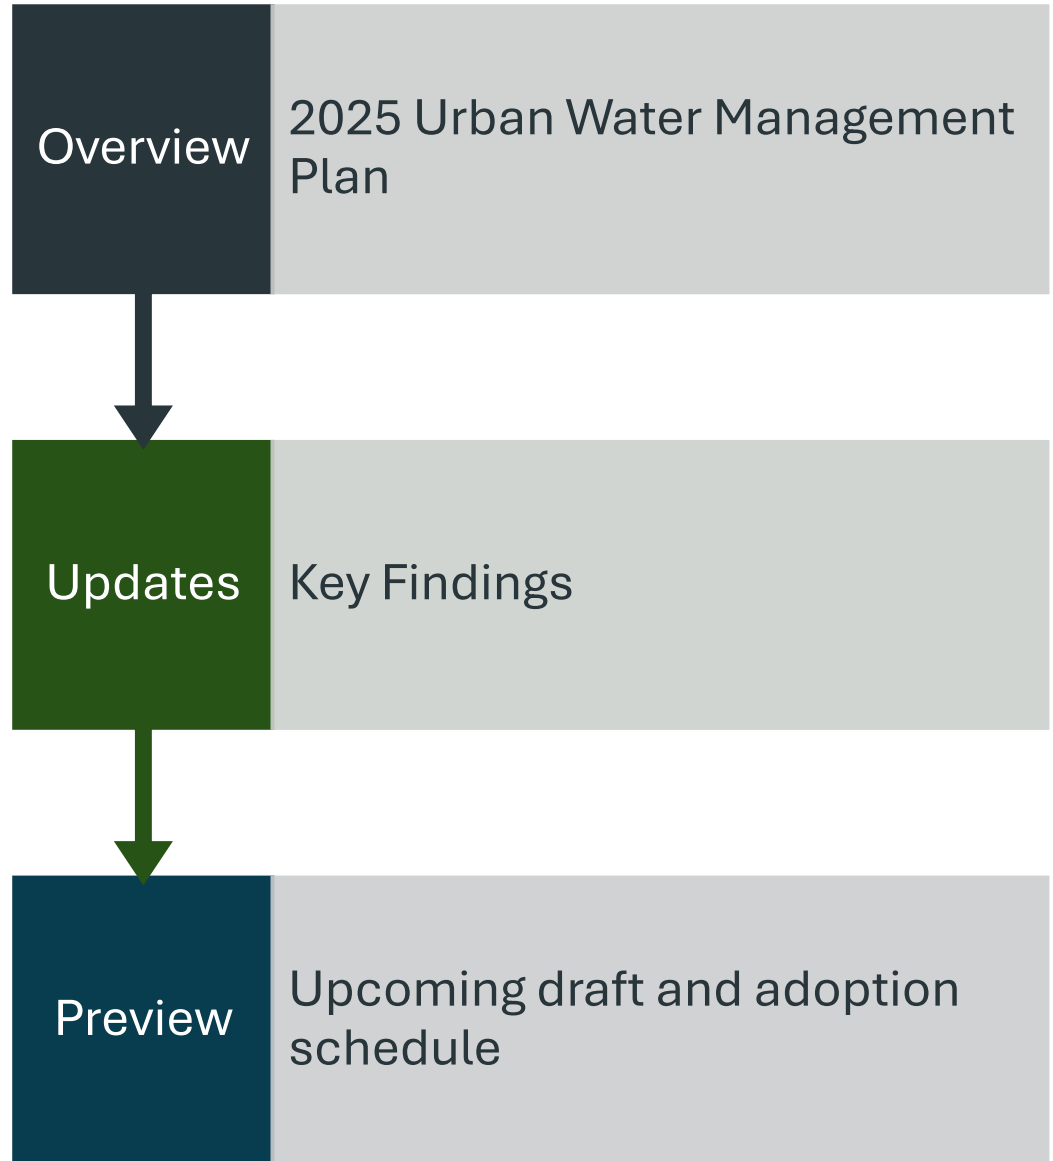 Overview
2025 Urban Water Management
Plan
Updates
Key Findings
Preview
Upcoming draft and adoption
schedule